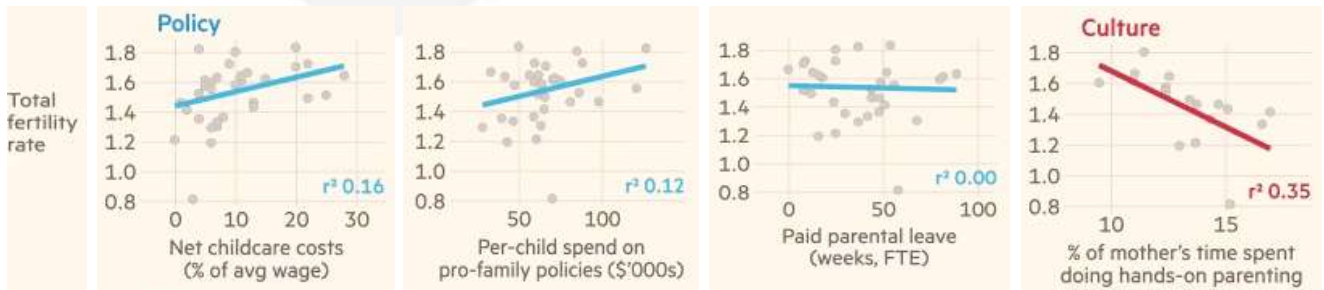 Total
fertility
rate
Policy
1.8
1.6
1.4
1.2
1.0
0.8
r² 0.16
0 10 20 30
Net childcare costs
(% of avg wage)
1.8
1.6
1.4
1.2
1.0
0.8
r² 0.12
50 100
Per-child spend on
pro-family policies ($'000s)
1.8
1.6
1.4
1.2
1.0
0.8
r² 0.00
0 50 100
Paid parental leave
(weeks, FTE)
Culture
1.8
1.6
1.4
1.2
1.0
0.8
r² 0.35
10 15
% of mother's time spent
doing hands-on parenting